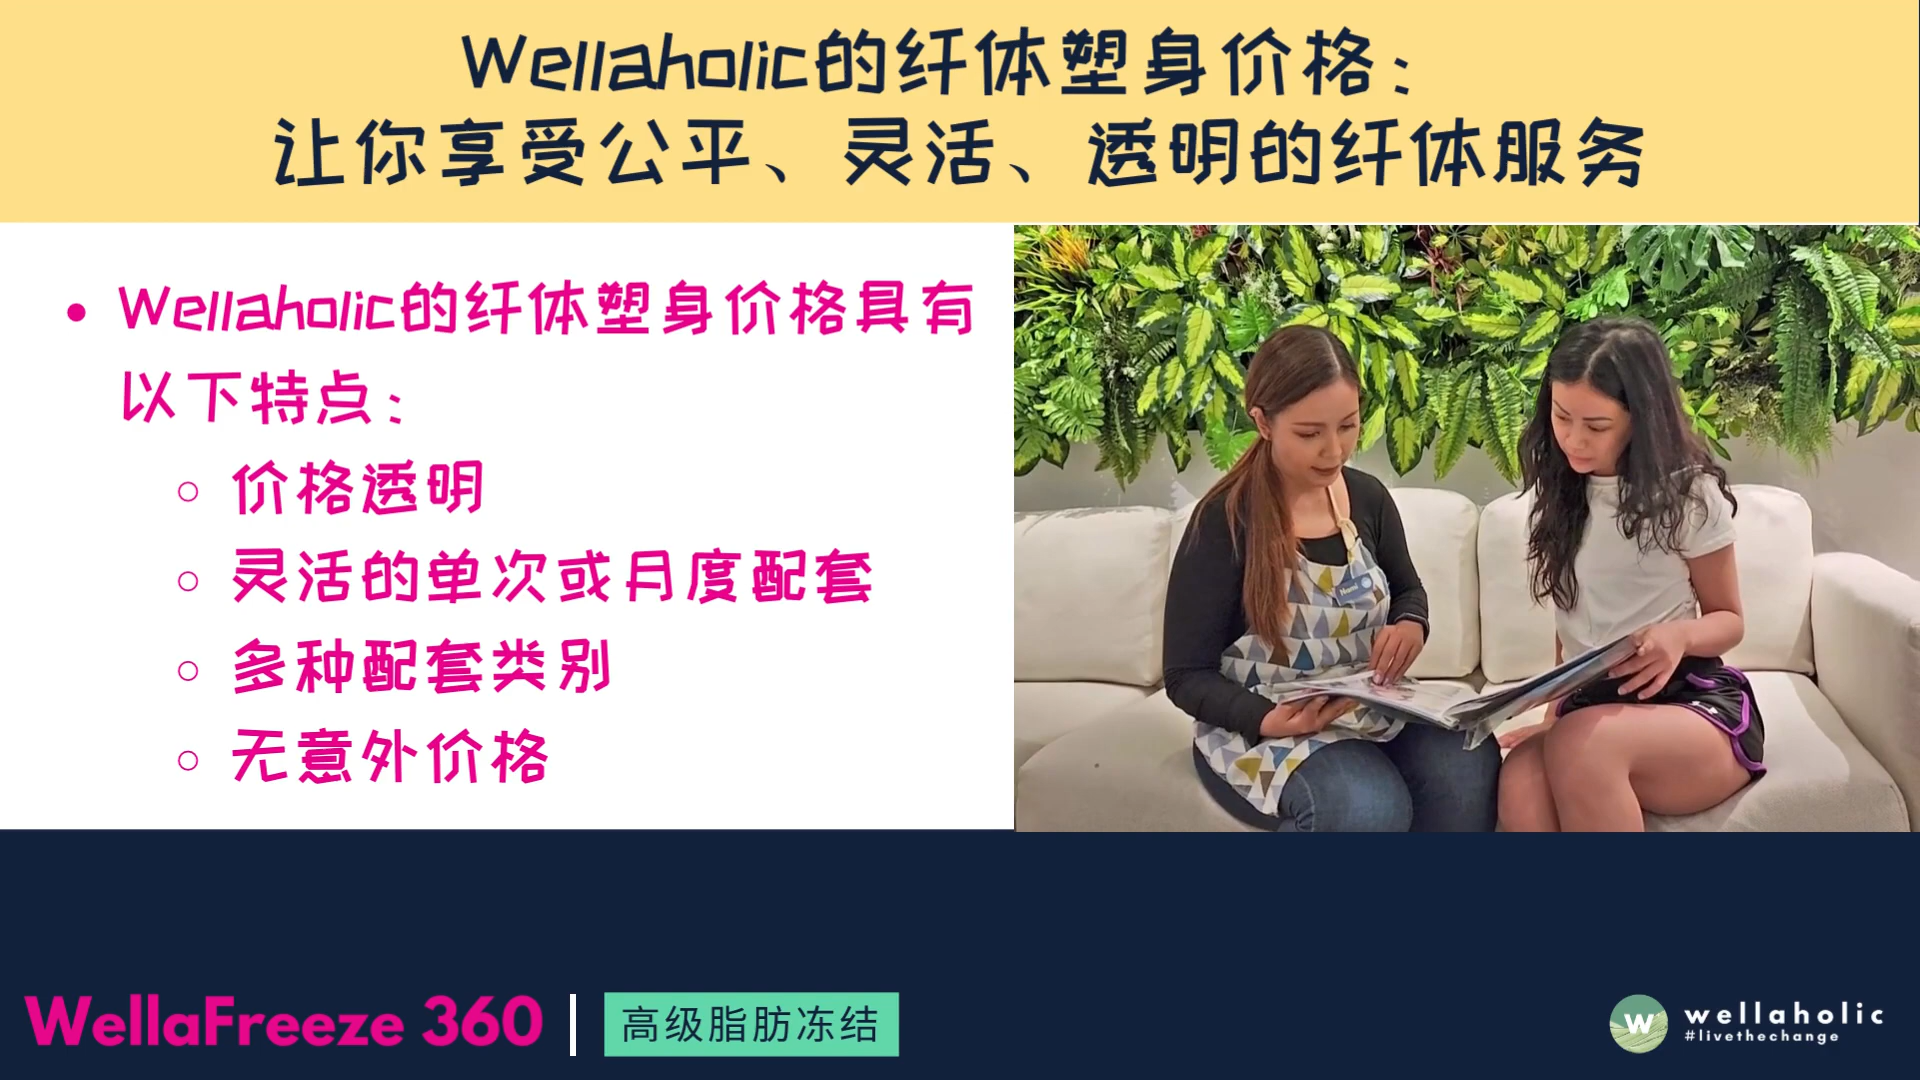 Wellaholic的纤体塑身价格：
让你享受公平、灵活、透明的纤体服务
Wellaholic的纤体塑身价格具有
以下特点：
价格透明
灵活的单次或月度配套
多种配套类别
无意外价格
WellaFreeze 360
高级脂肪冻结
W
wellaholic
#livethechange